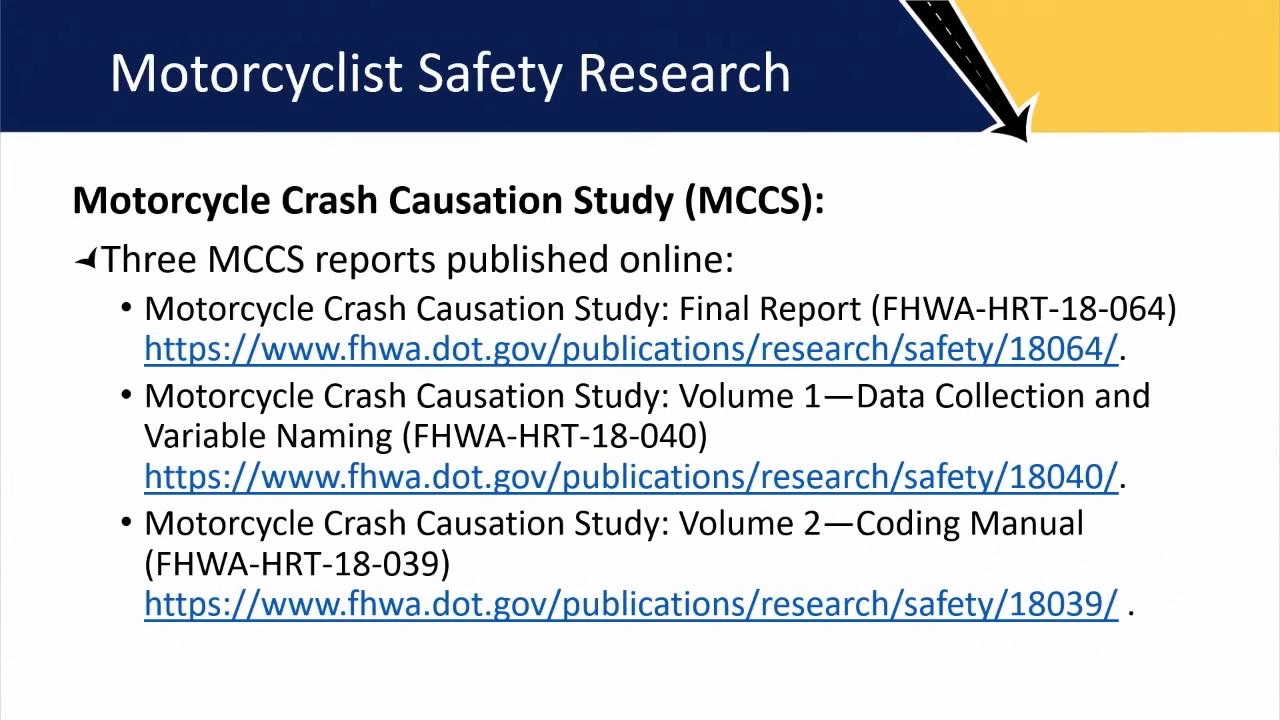 Motorcyclist Safety Research
Motorcycle Crash Causation Study (MCCS):
Three MCCS reports published online:
• Motorcycle Crash Causation Study: Final Report (FHWA-HRT-18-064)
https://www.fhwa.dot.gov/publications/research/safety/18064/.
• Motorcycle Crash Causation Study: Volume 1—Data Collection and
Variable Naming (FHWA-HRT-18-040)
https://www.fhwa.dot.gov/publications/research/safety/18040/.
• Motorcycle Crash Causation Study: Volume 2—Coding Manual
(FHWA-HRT-18-039)
https://www.fhwa.dot.gov/publications/research/safety/18039/ .